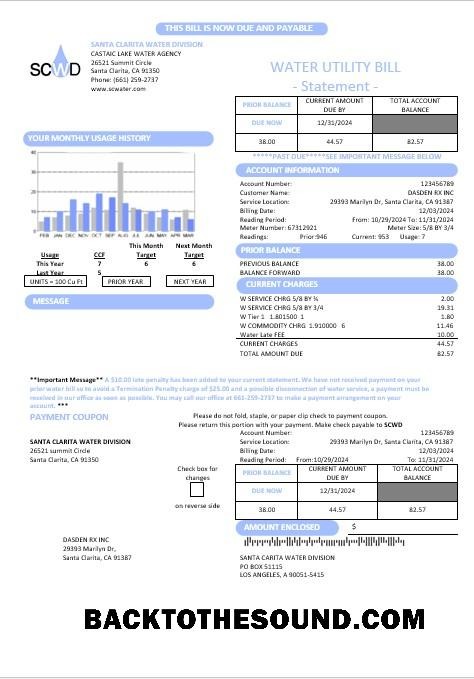 THIS BILL IS NOW DUE AND PAYABLE
SANTA CLARITA WATER DIVISION
CASTAIC LAKE WATER AGENCY
26521 Summit Circle
Santa Clarita, CA 91350
Phone: (661) 259-2737
www.scwater.com
SCWD
WATER UTILITY BILL
- Statement -
PRIOR BALANCE CURRENT AMOUNT DUE BY TOTAL ACCOUNT BALANCE
DUE NOW 12/31/2024
38.00 44.57 82.57
*****PAST DUE*****SEE IMPORTANT MESSAGE BELOW
YOUR MONTHLY USAGE HISTORY
40
30
20
10
0
FEB JAN DEC NOV OCT SEP AUG JUL JUN MAY APR MAR
This Month Next Month
Usage CCF Target Target
This Year 7 6 6
Last Year 5
UNITS = 100 Cu Ft PRIOR YEAR NEXT YEAR
MESSAGE
ACCOUNT INFORMATION
Account Number: 123456789
Customer Name: DASDEN RX INC
Service Location: 29393 Marilyn Dr, Santa Clarita, CA 91387
Billing Date: 12/03/2024
Reading Period: From: 10/29/2024 To: 11/31/2024
Meter Number: 67312921 Meter Size: 5/8 BY 3/4
Readings: Prior:946 Current: 953 Usage: 7
PRIOR BALANCE
PREVIOUS BALANCE 38.00
BALANCE FORWARD 38.00
CURRENT CHARGES
W SERVICE CHRG 5/8 BY ¾ 2.00
W SERVICE CHRG 5/8 BY 3/4 19.31
W Tier 1 1.801500 1 1.80
W COMMODITY CHRG 1.910000 6 11.46
Water Late FEE 10.00
CURRENT CHARGES 44.57
TOTAL AMOUNT DUE 82.57
**Important Message** A $10.00 late penalty has been added to your current statement. We have not received payment on your
prior water bill so to avoid a Termination Penalty charge of $25.00 and a possible disconnection of water service, a payment must be
received in our office as soon as possible. You may call our office at 661-259-2737 to make a payment arrangement on your
account. ***
PAYMENT COUPON
Please do not fold, staple, or paper clip check to payment coupons.
Please return this portion with your payment. Make check payable to SCWD
SANTA CLARITA WATER DIVISION
26521 summit Circle
Santa Clarita, CA 91350
Check box for
changes
on reverse side
Account Number: 123456789
Service Location: 29393 Marilyn Dr, Santa Clarita, CA 91387
Billing Date: 12/03/2024
Reading Period: From:10/29/2024 To: 11/31/2024
PRIOR BALANCE CURRENT AMOUNT DUE BY TOTAL ACCOUNT BALANCE
DUE NOW 12/31/2024
38.00 44.57 82.57
AMOUNT ENCLOSED $
DASDEN RX INC
29393 Marilyn Dr,
Santa Clarita, CA 91387
SANTA CARITA WATER DIVISION
PO BOX 51115
LOS ANGELES, A 90051-5415
BACKTOTHESOUND.COM